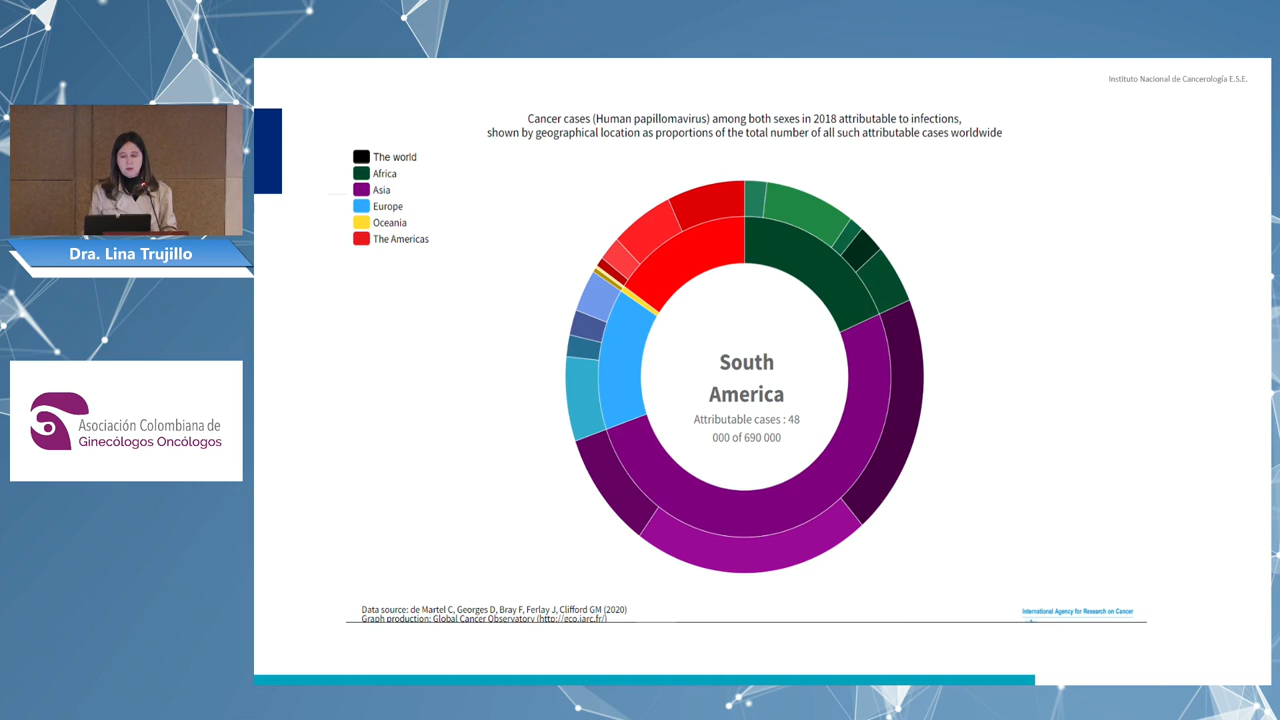 Instituto Nacional de Cancerología E.S.E.
Cancer cases (Human papillomavirus) among both sexes in 2018 attributable to infections,
shown by geographical location as proportions of the total number of all such attributable cases worldwide
The world
Africa
Asia
Europe
Oceania
The Americas
South
America
Attributable cases : 48
000 of 690 000
Dra. Lina Trujillo
Asociación Colombiana de
Ginecólogos Oncólogos
Data source: de Martel C, Georges D, Bray F, Ferlay J, Clifford GM (2020)
Graph production: Global Cancer Observatory (http://gco.iarc.fr/)
International Agency for Research on Cancer